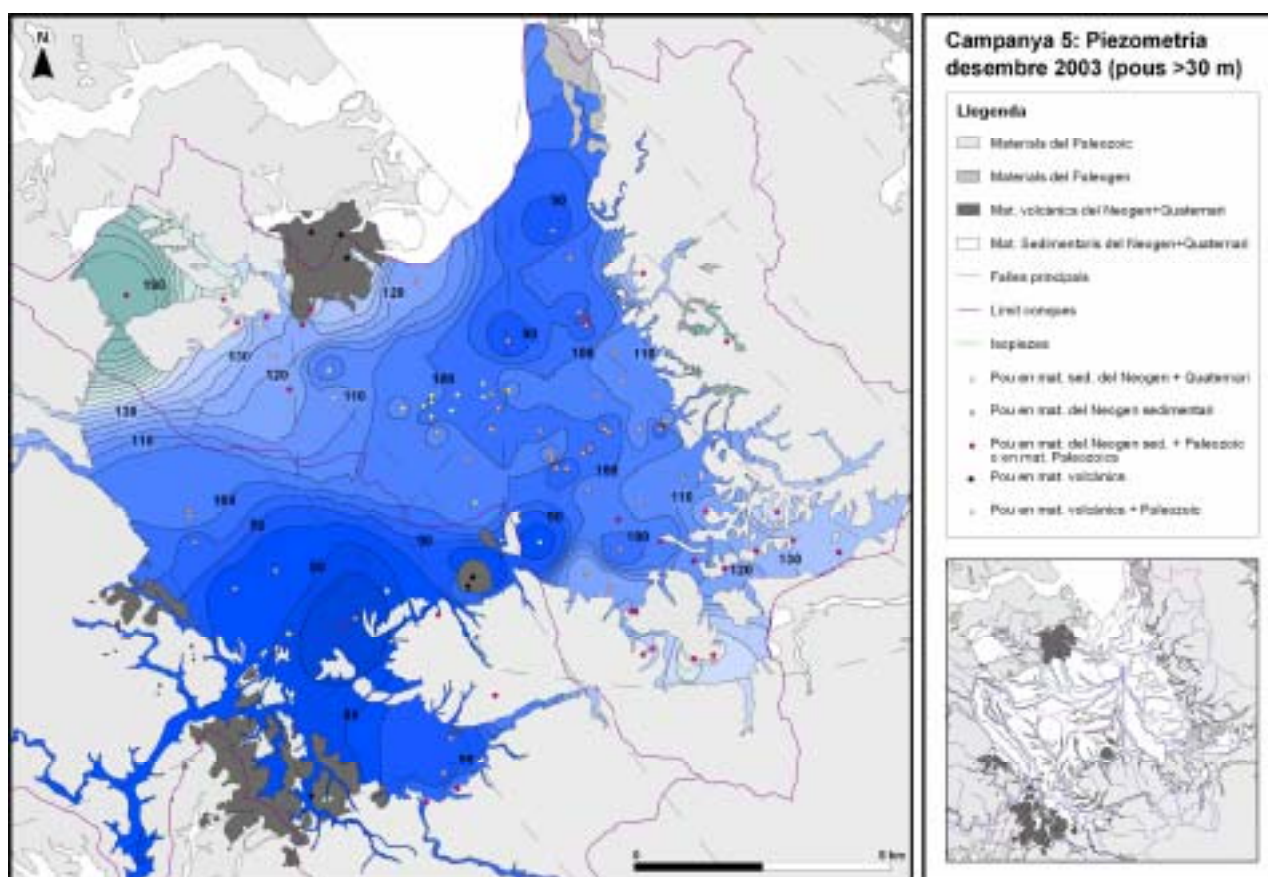 N
Campanya 5: Piezometria
desembre 2003 (pous >30 m)
Llegenda
Materials del Paleozoic
Materials del Paleogen
Mat. volcànics del Neogen+Quaternari
Mat. Sedimentaris del Neogen+Quaternari
Falles principals
Límit conques
Isopiezes
Pou en mat. sed. del Neogen + Quaternari
Pou en mat. del Neogen sedimentari
Pou en mat. del Neogen sed. + Paleozoic
o en mat. Paleozoics
Pou en mat. volcànics
Pou en mat. volcànics + Paleozoic
90
190
120
90
130
100
110
120
100
110
130
110
100
110
100
90
90
90
100
130
120
80
90
0